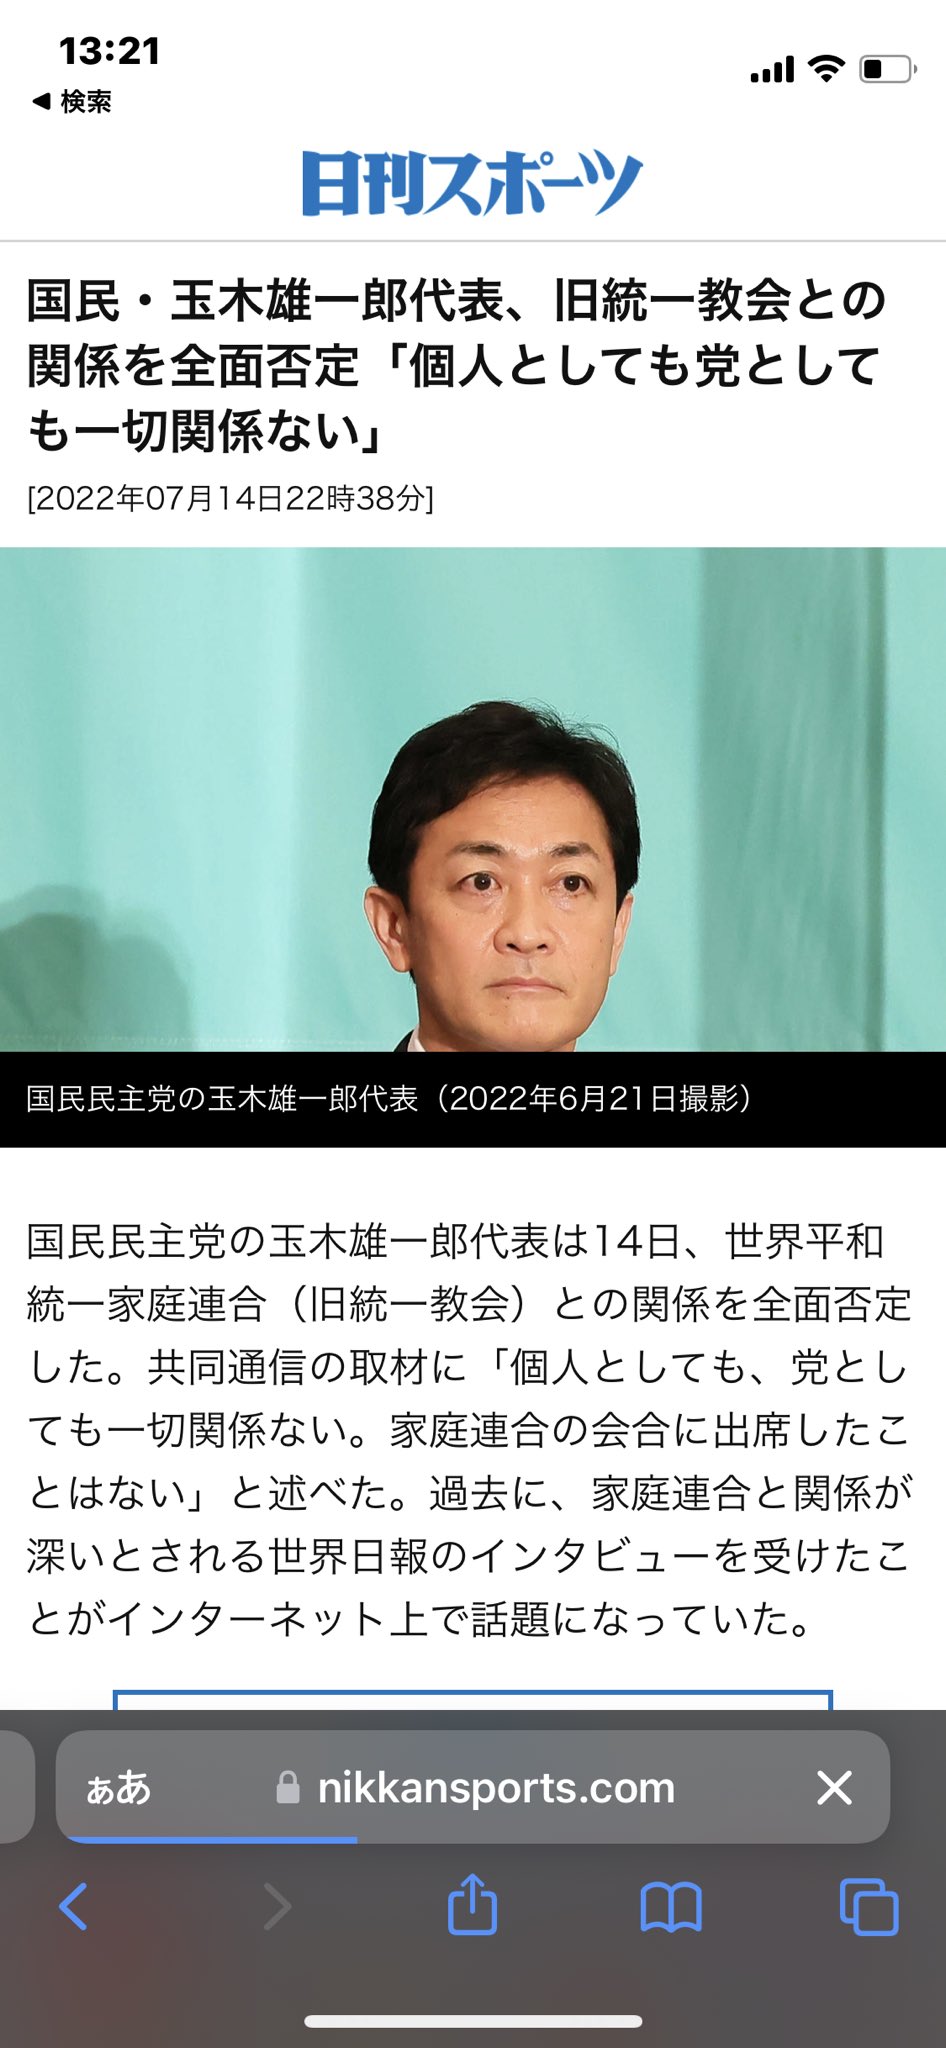 13:21
◀ 検索
日刊スポーツ
国民・玉木雄一郎代表、旧統一教会との
関係を全面否定「個人としても党として
も一切関係ない」
[2022年07月14日22時38分]
国民民主党の玉木雄一郎代表（2022年6月21日撮影）
国民民主党の玉木雄一郎代表は14日、世界平和
統一家庭連合（旧統一教会）との関係を全面否定
した。共同通信の取材に「個人としても、党とし
ても一切関係ない。家庭連合の会合に出席したこ
とはない」と述べた。過去に、家庭連合と関係が
深いとされる世界日報のインタビューを受けたこ
とがインターネット上で話題になっていた。
ぁあ nikkansports.com